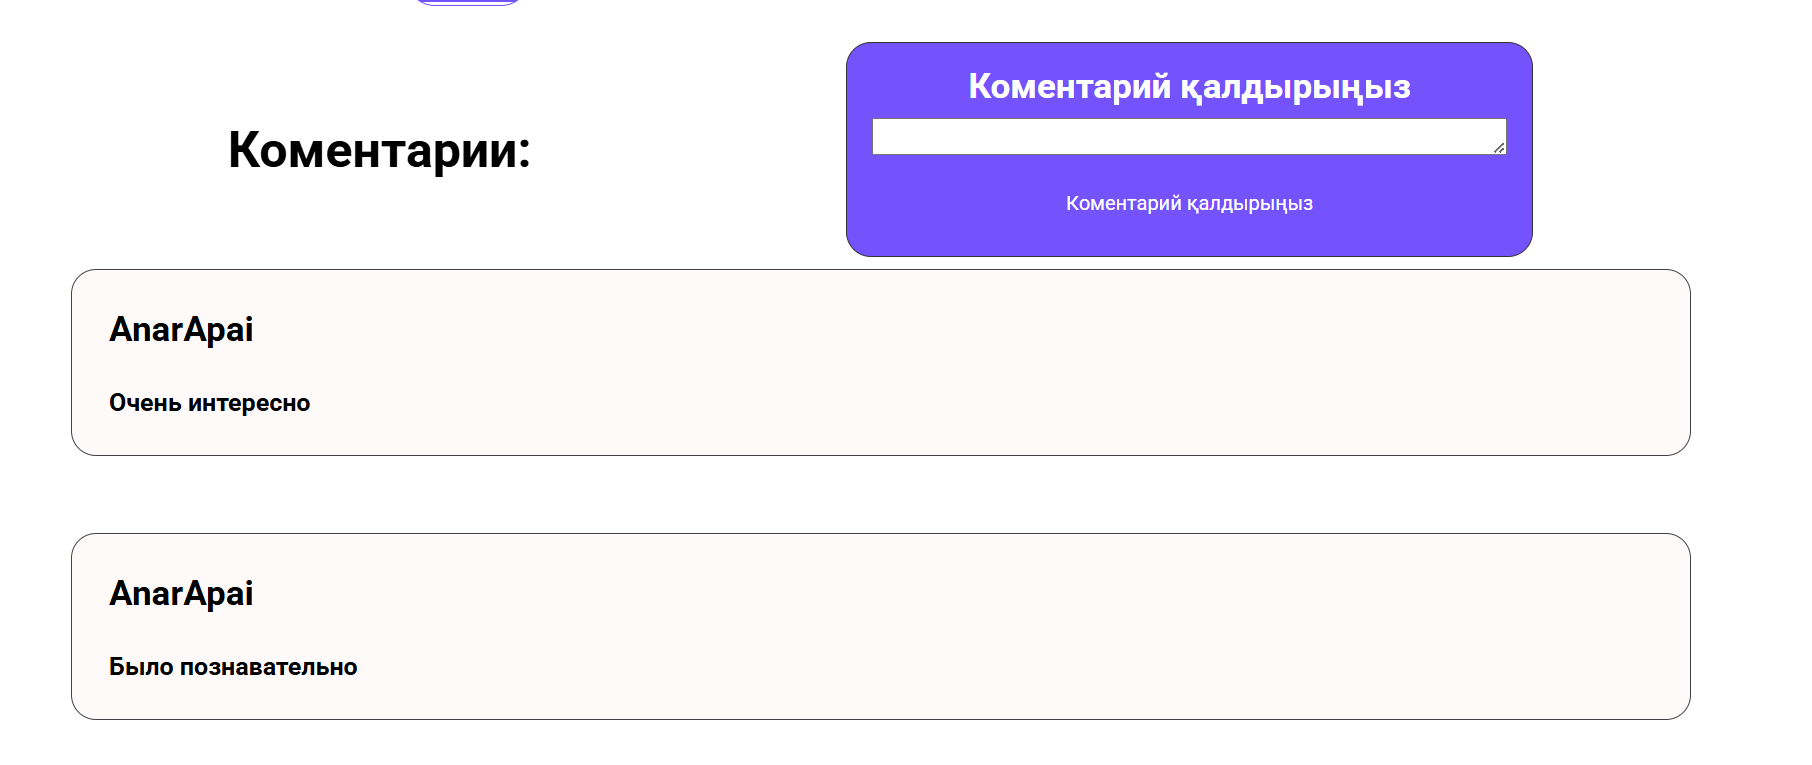 Коментарии:
Коментарий қалдырыңыз
Коментарий қалдырыңыз
AnarApai
Очень интересно
AnarApai
Было познавательно